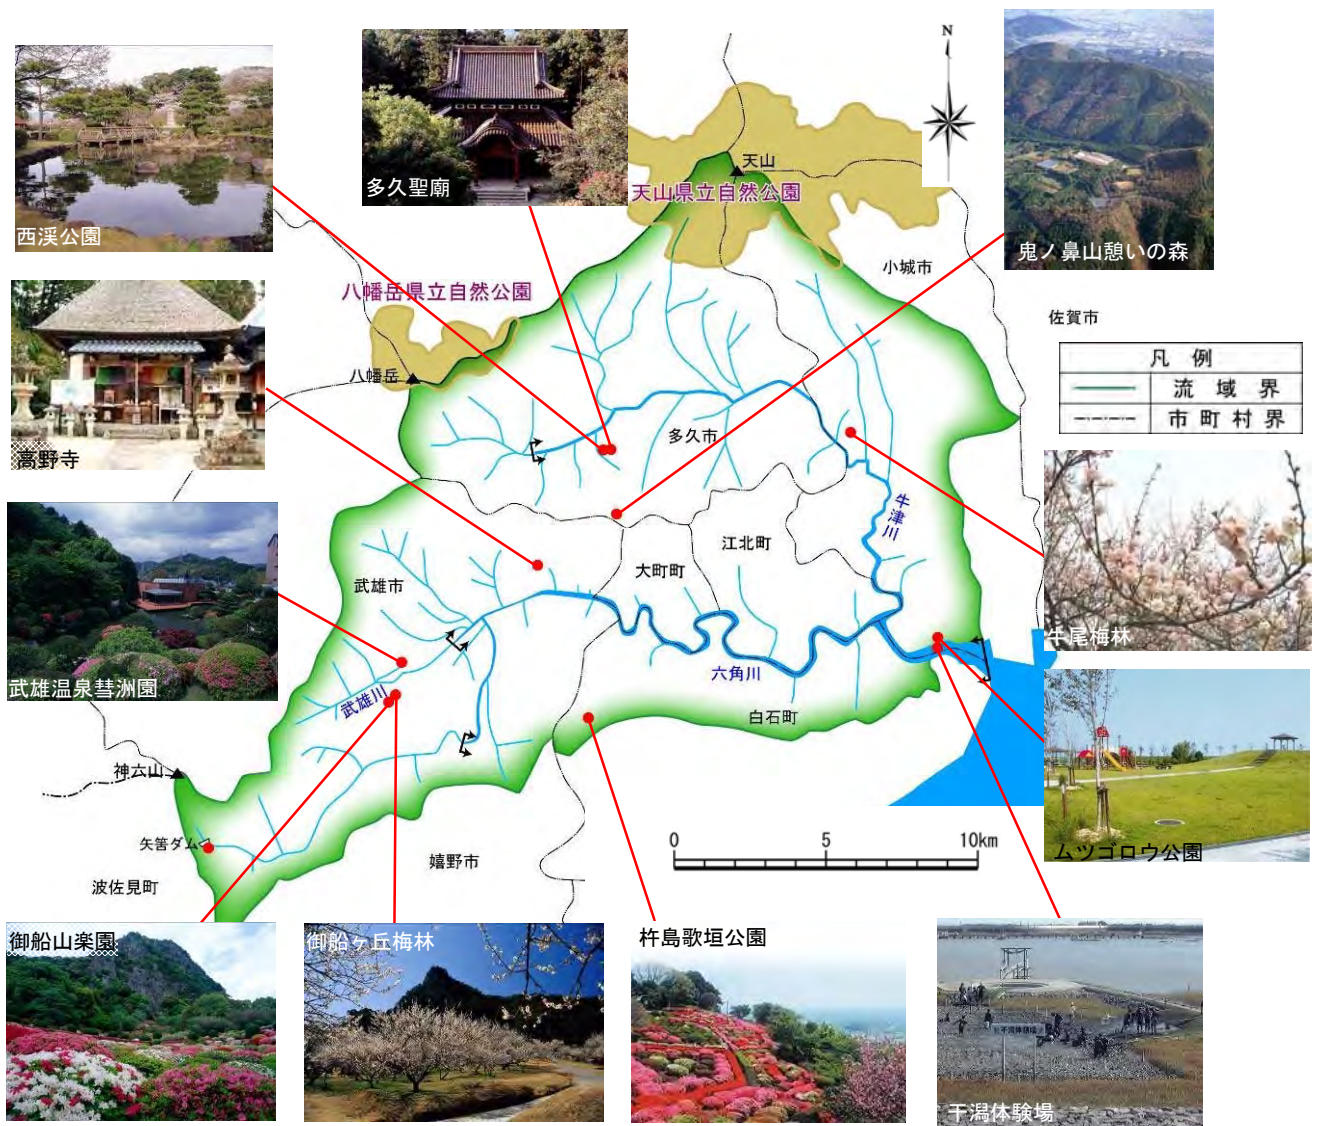 N
西渓公園
多久聖廟
天山
天山県立自然公園
鬼ノ鼻山憩いの森
小城市
八幡岳県立自然公園
佐賀市
凡 例
流 域 界
市 町 村 界
八幡岳
多久市
高野寺
牛津川
江北町
大町町
武雄市
牛尾梅林
六角川
武雄温泉彗洲園
武雄川
白石町
神六山
矢筈ダム
0 5 10km
ムツゴロウ公園
嬉野市
波佐見町
御船山楽園
御船ヶ丘梅林
杵島歌垣公園
干潟体験場
干潟体験場